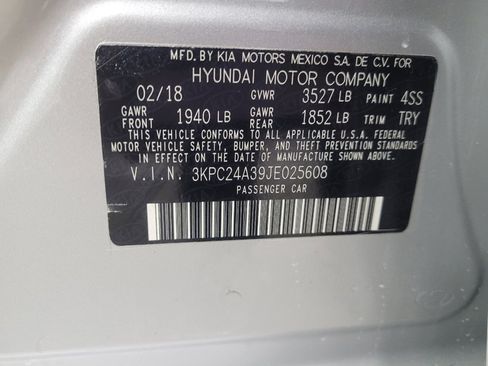 MFD. BY KIA MOTORS MEXICO S.A. DE C.V. FOR
HYUNDAI MOTOR COMPANY
02/18 GVWR 3527 LB PAINT 4SS
GAWR FRONT 1940 LB GAWR REAR 1852 LB TRIM TRY
THIS VEHICLE CONFORMS TO ALL APPLICABLE U.S.A. FEDERAL
MOTOR VEHICLE SAFETY, BUMPER, AND THEFT PREVENTION STANDARDS
IN EFFECT ON THE DATE OF MANUFACTURE SHOWN ABOVE.
V.I.N. 3KPC24A39JE025608
PASSENGER CAR